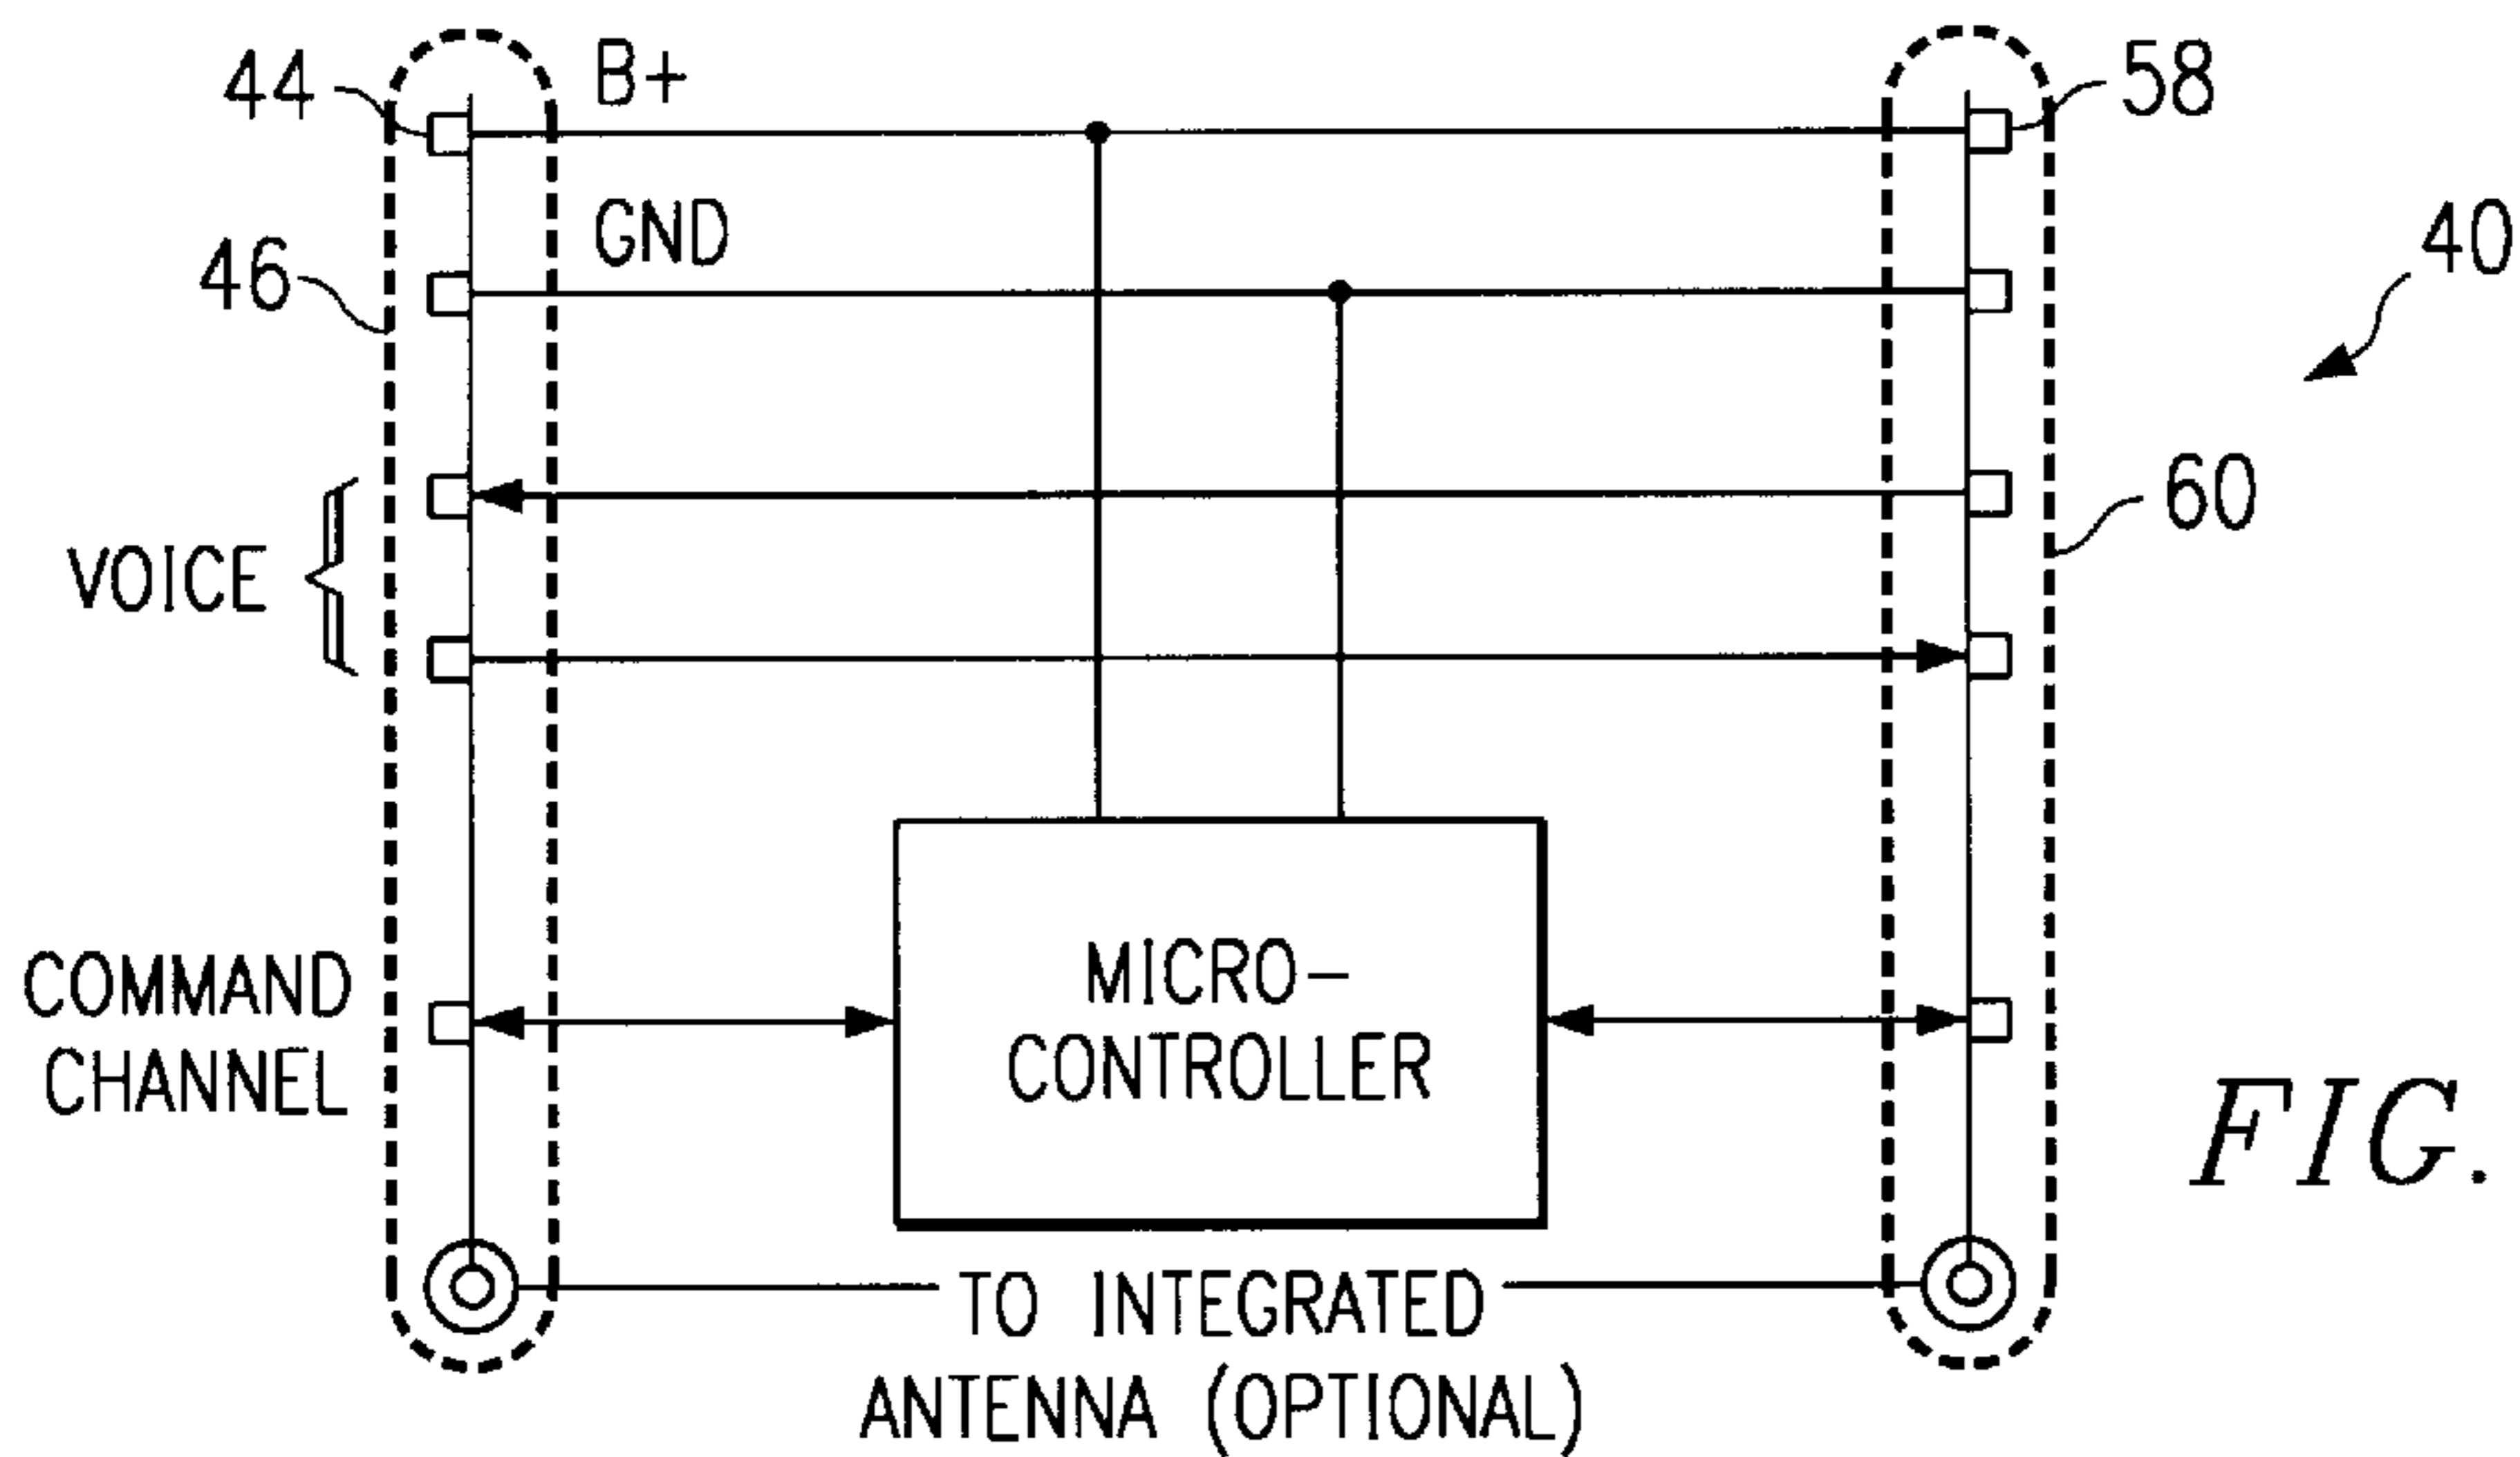 44
B+
58
GND
46
40
VOICE
60
COMMAND
CHANNEL
MICRO-
CONTROLLER
FIG.
TO INTEGRATED
ANTENNA (OPTIONAL)